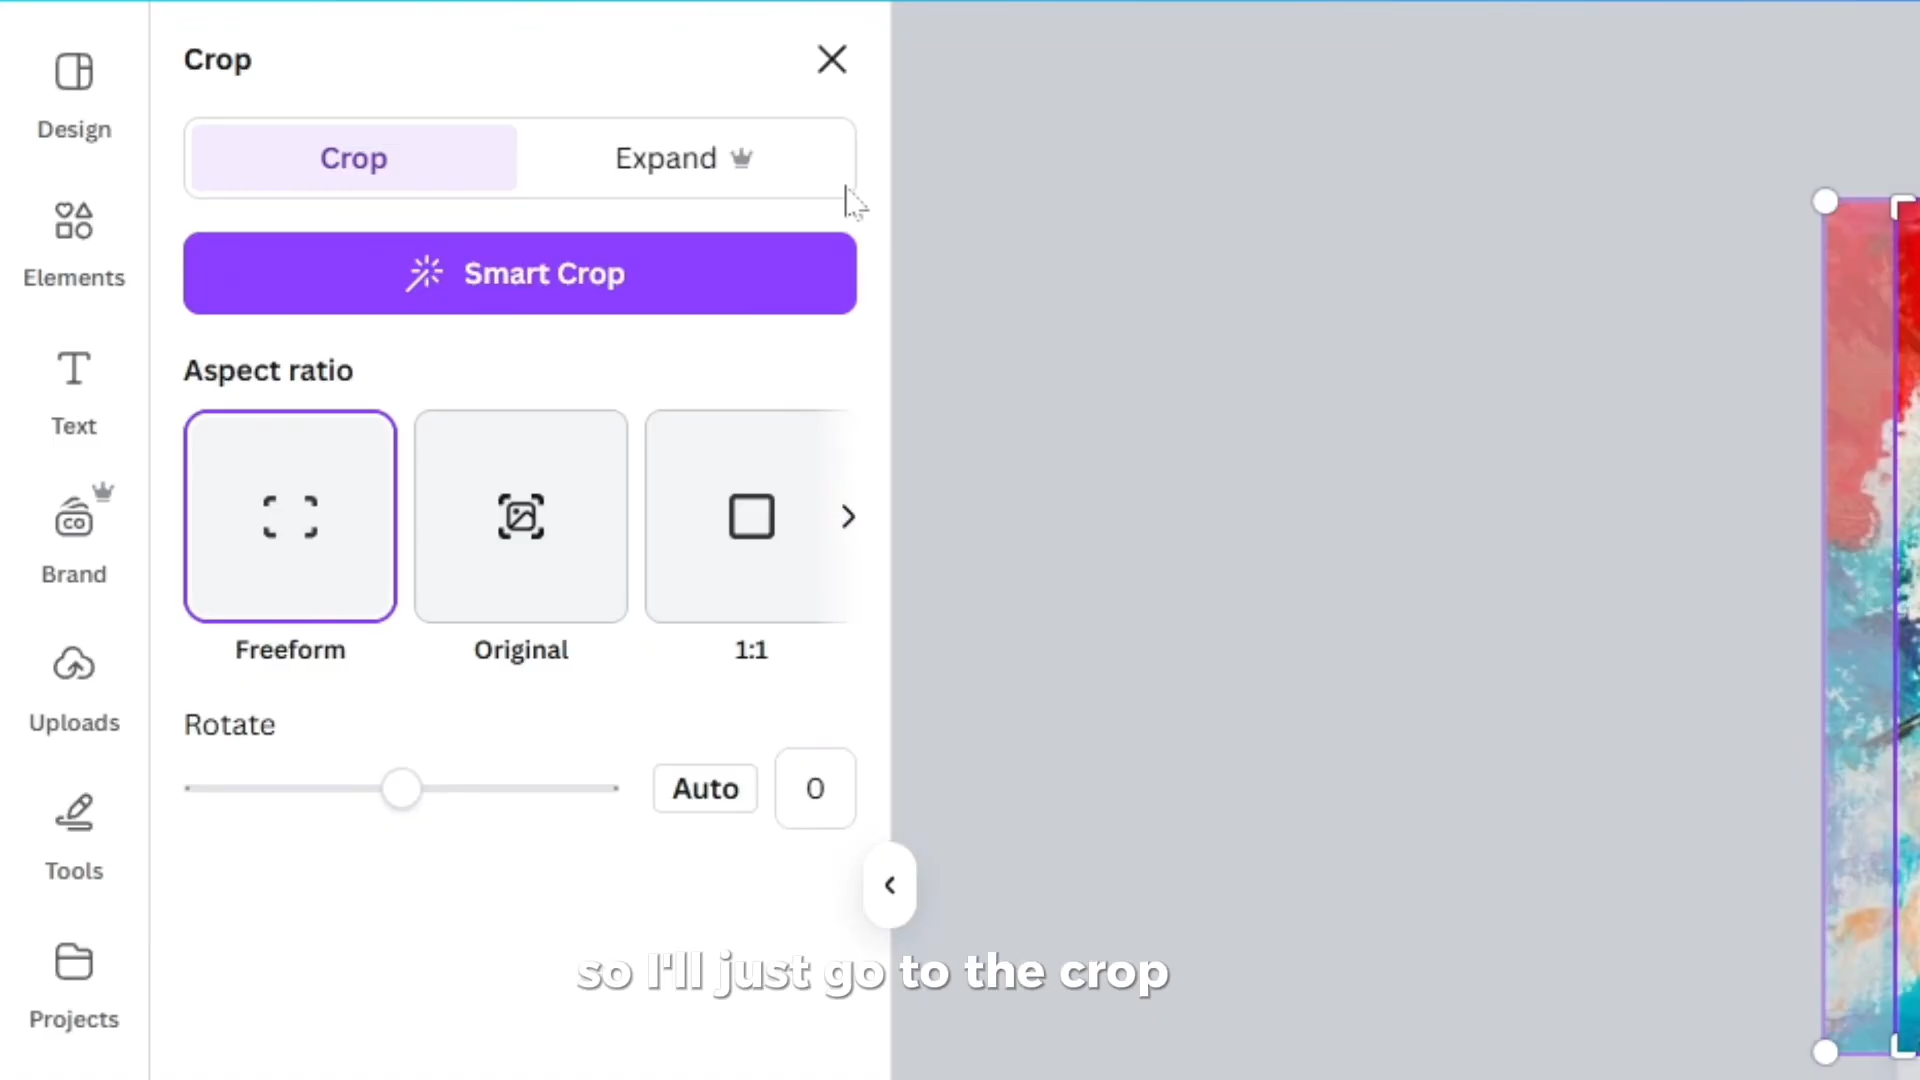 Design
Elements
Text
CO
Brand
Uploads
Tools
Projects
Crop
Crop
Expand
Smart Crop
Aspect ratio
Freeform
Original
1:1
Rotate
Auto
0
so I'll just go to the crop